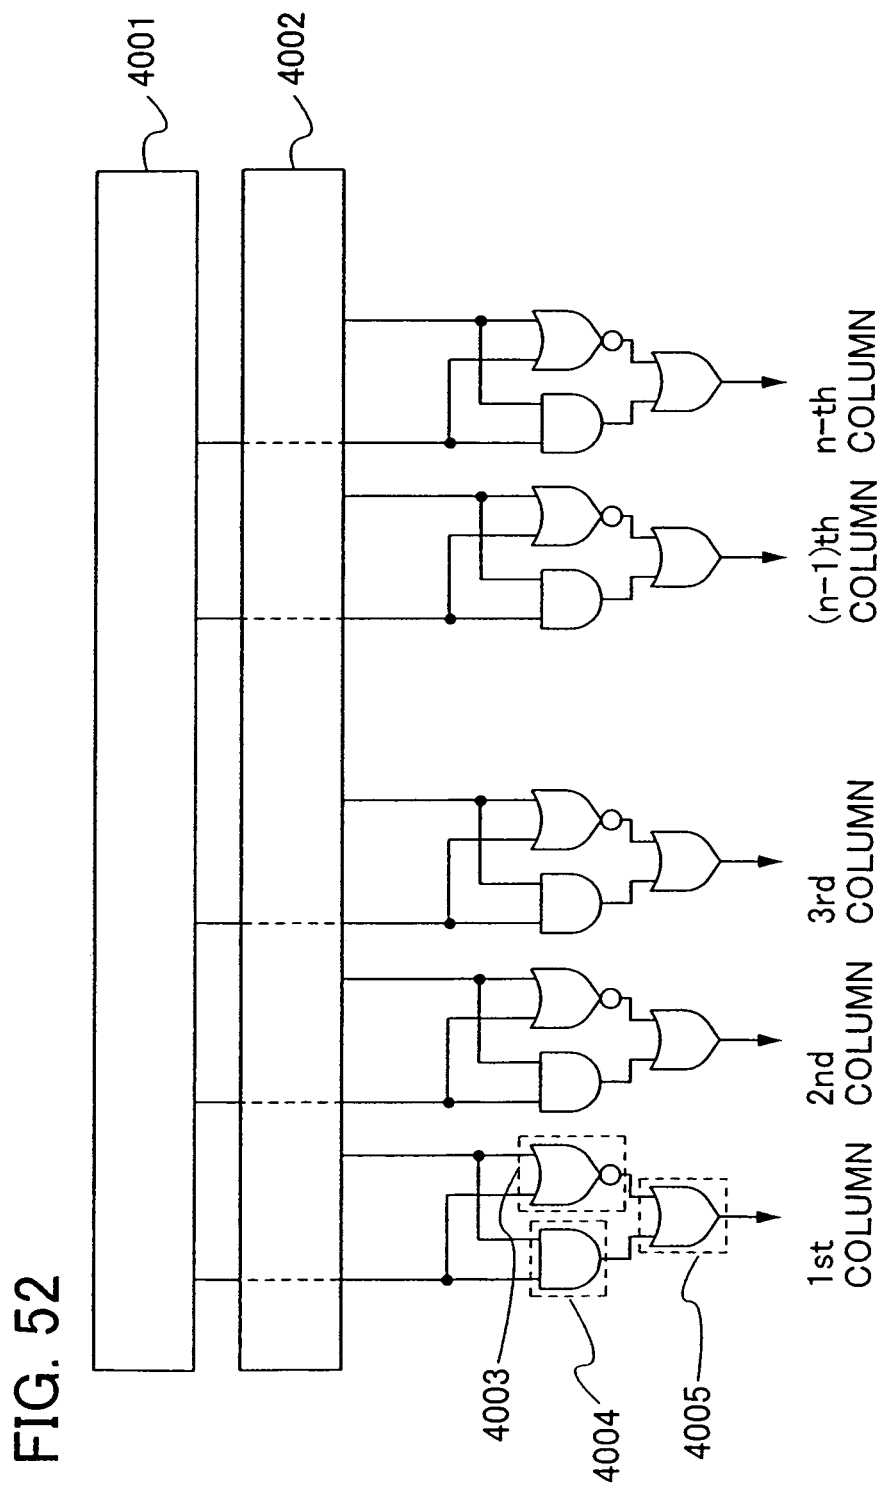 FIG. 52
4001
4002
4003
4004
4005
1st
COLUMN
2nd
COLUMN
3rd
COLUMN
(n-1)th
COLUMN
n-th
COLUMN